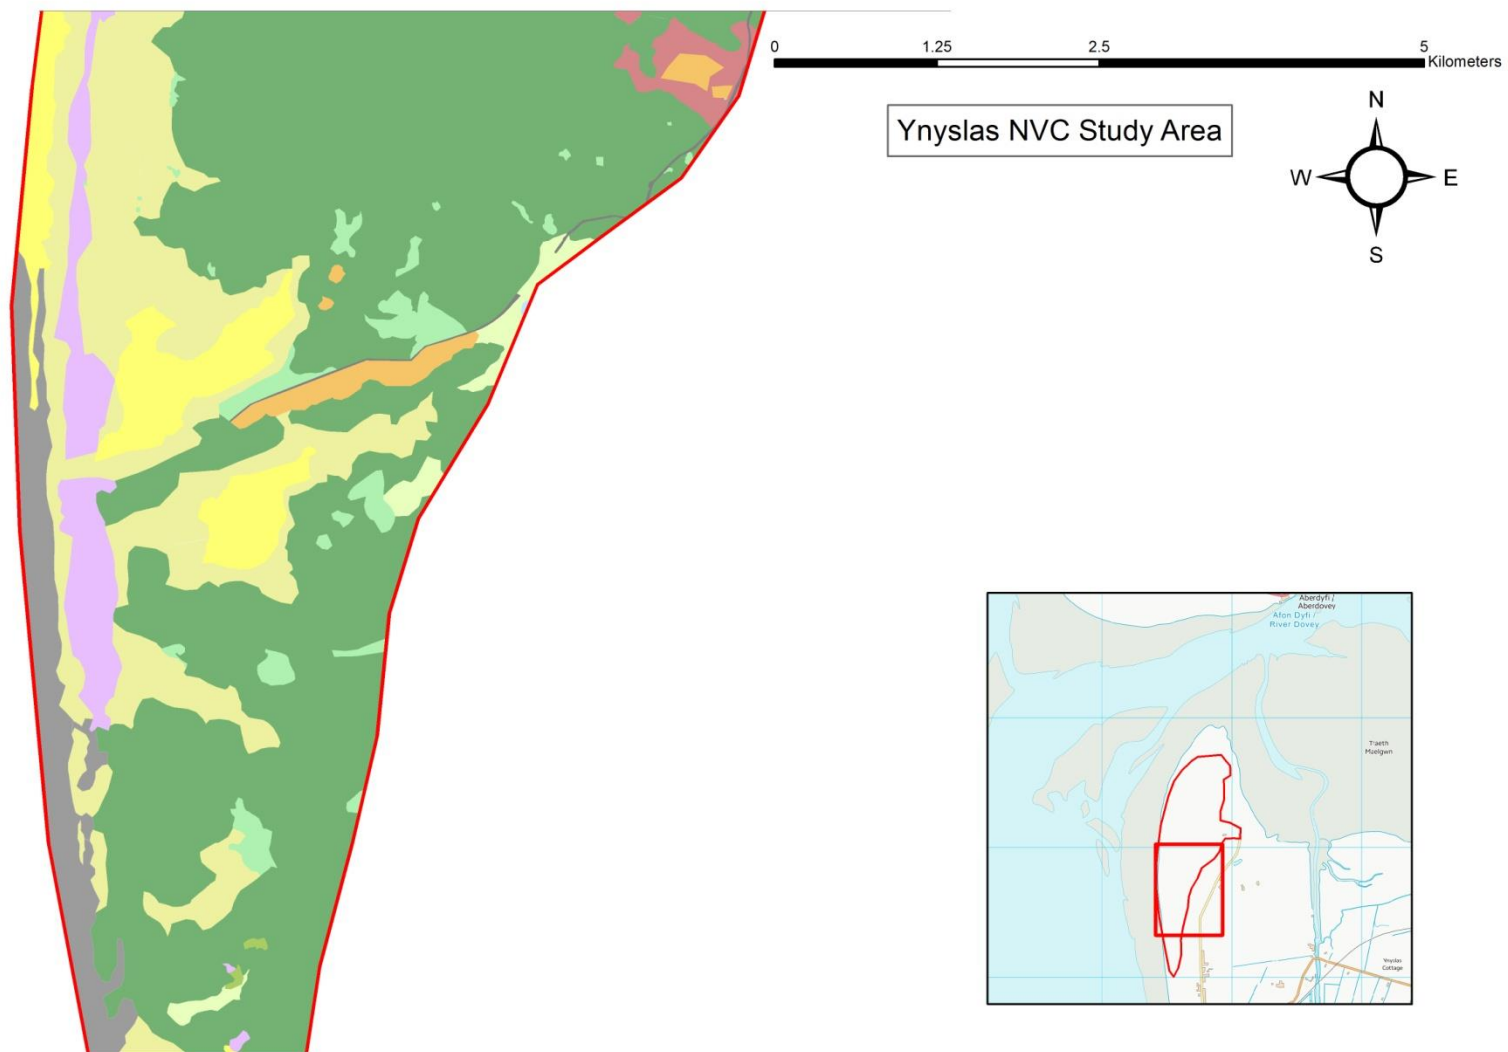 0 1.25 2.5 5
Kilometers
Ynyslas NVC Study Area
N
W E
S
Aberdyfi /
Aberdovey
Afon Dyfi /
River Dovey
Traeth
Maelgwn
Ynyslas
Cottage